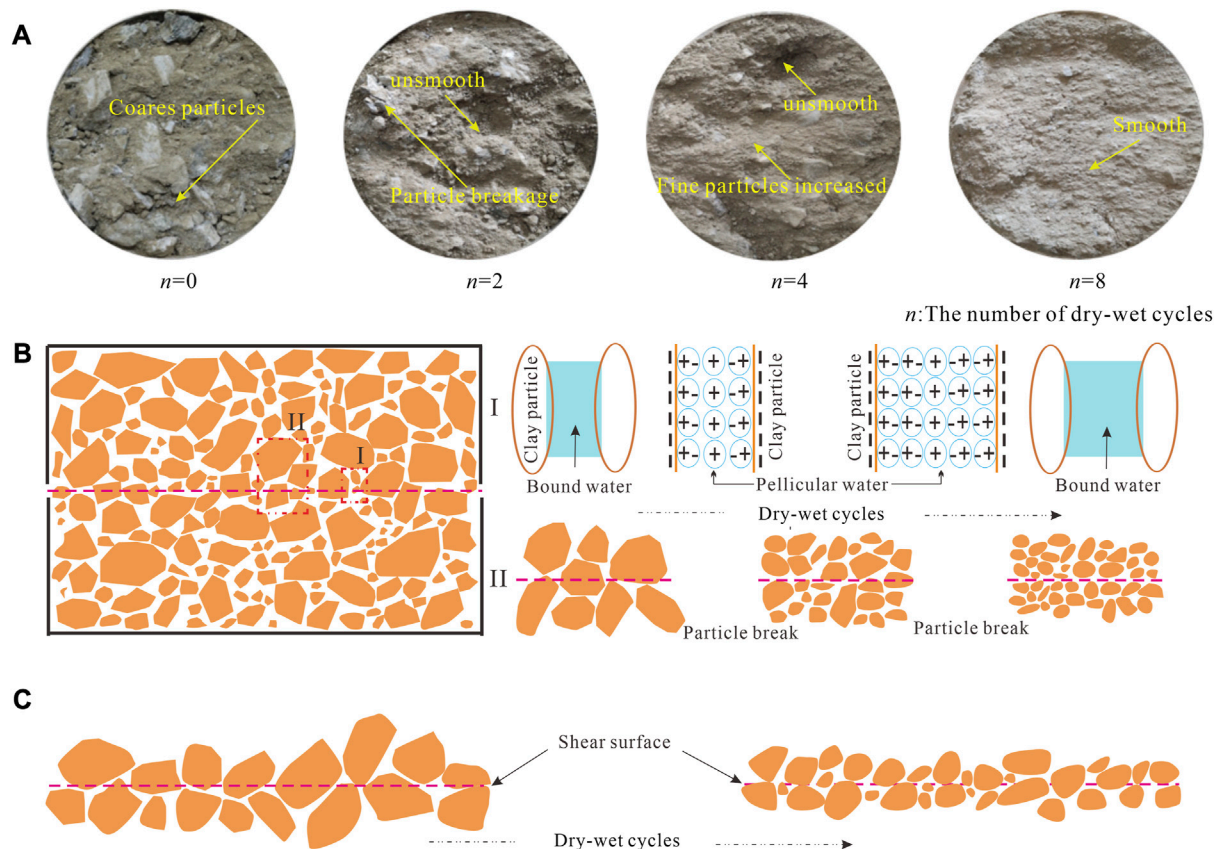 A
Coares particles
unsmooth
Particle breakage
unsmooth
Fine particles increased
Smooth
n=0
n=2
n=4
n=8
n:The number of dry-wet cycles
B
II
I
I
Clay particle
Bound water
+- + -+
+- + -+
+- + -+
+- + -+
Clay particle
Pellicular water
Clay particle
+- + + -+ -+
+- + + -+ -+
+- + + -+ -+
+- + + -+ -+
Bound water
Dry-wet cycles
II
Particle break
Particle break
C
Shear surface
Dry-wet cycles